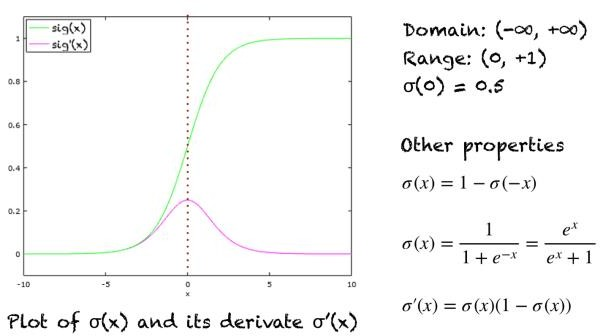 sig(x)
sig'(x)
1
0.8
0.6
0.4
0.2
0
-10 -5 0 5 10
x
Plot of σ(x) and its derivate σ'(x)
Domain: (-∞, +∞)
Range: (0, +1)
σ(0) = 0.5
Other properties
σ(x) = 1 − σ(−x)
σ(x) = 1 / (1 + e^{−x}) = e^x / (e^x + 1)
σ′(x) = σ(x)(1 − σ(x))